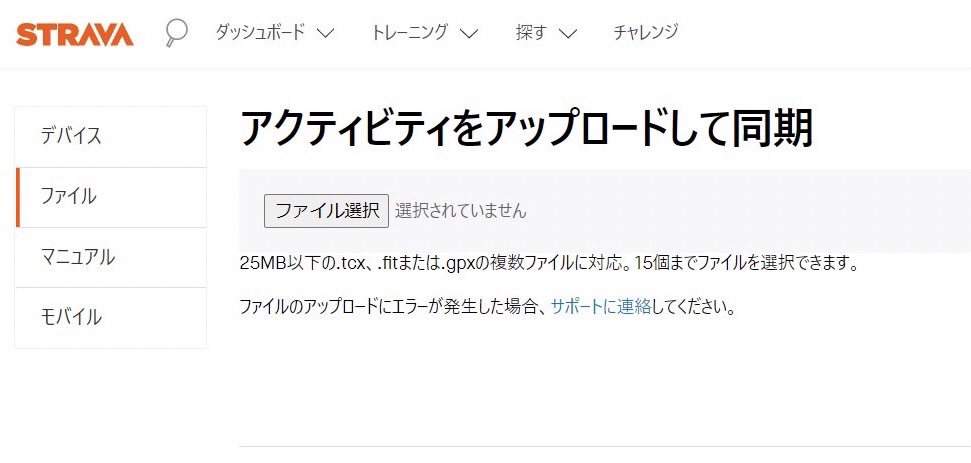 STRAVA ダッシュボード トレーニング 探す チャレンジ
デバイス
ファイル
マニュアル
モバイル
アクティビティをアップロードして同期
ファイル選択 選択されていません
25MB以下の.tcx、.fitまたは.gpxの複数ファイルに対応。15個までファイルを選択できます。
ファイルのアップロードにエラーが発生した場合、サポートに連絡してください。